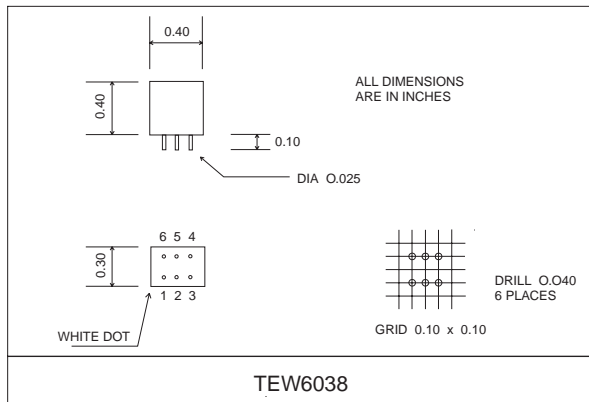 0.40
0.40
ALL DIMENSIONS
ARE IN INCHES
0.10
DIA O.025
6 5 4
0.30
1 2 3
WHITE DOT
DRILL O.O40
6 PLACES
GRID 0.10 x 0.10
TEW6038